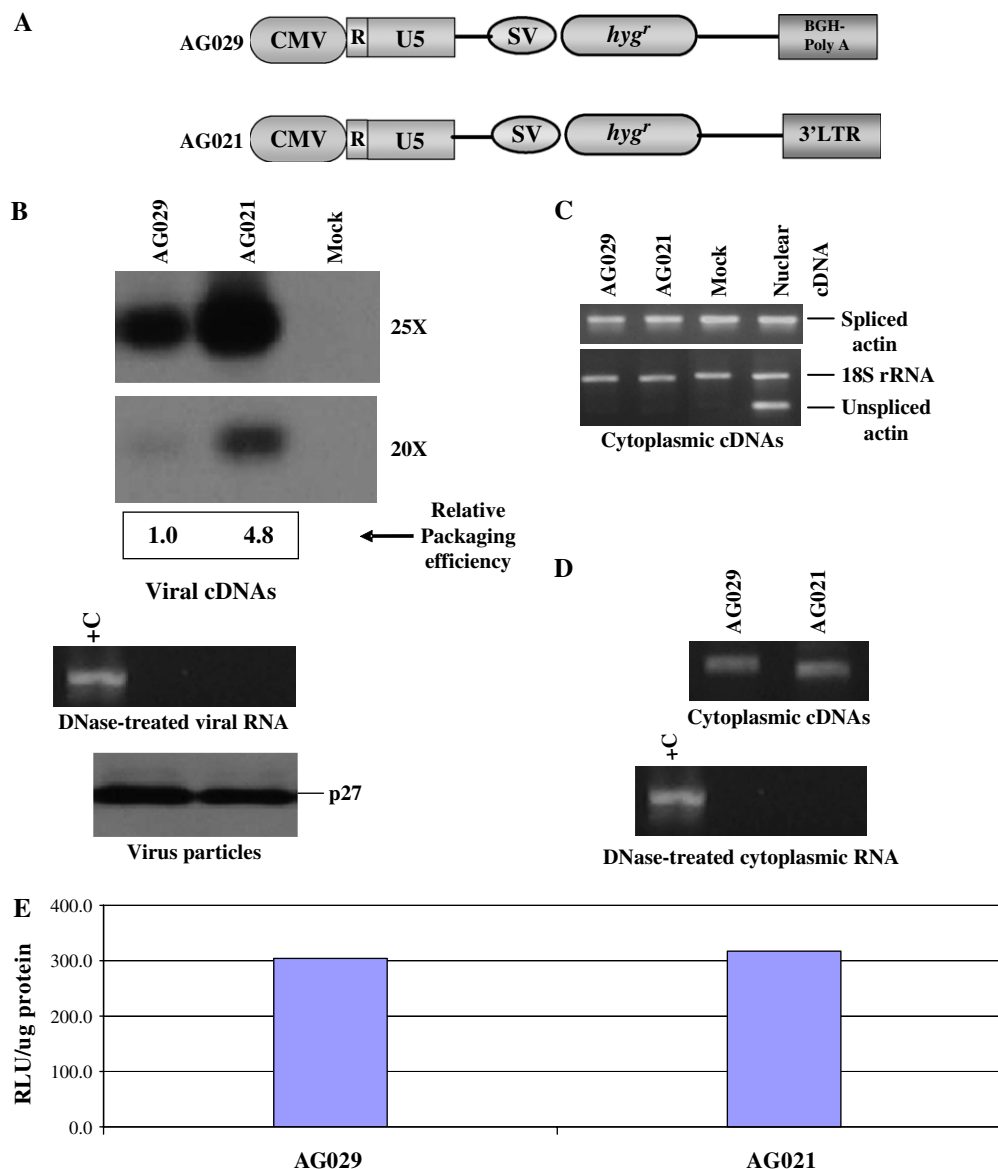 A
AG029 CMV R U5 SV hygʳ BGH-Poly A
AG021 CMV R U5 SV hygʳ 3'LTR
B
AG029 AG021 Mock
25X
20X
1.0 4.8
Relative
Packaging
efficiency
Viral cDNAs
+C
DNase-treated viral RNA
p27
Virus particles
C
AG029 AG021 Mock Nuclear cDNA
Spliced
actin
18S rRNA
Unspliced
actin
Cytoplasmic cDNAs
D
AG029 AG021
Cytoplasmic cDNAs
+C
DNase-treated cytoplasmic RNA
E
RLU/ug protein
400.0
300.0
200.0
100.0
0.0
AG029 AG021